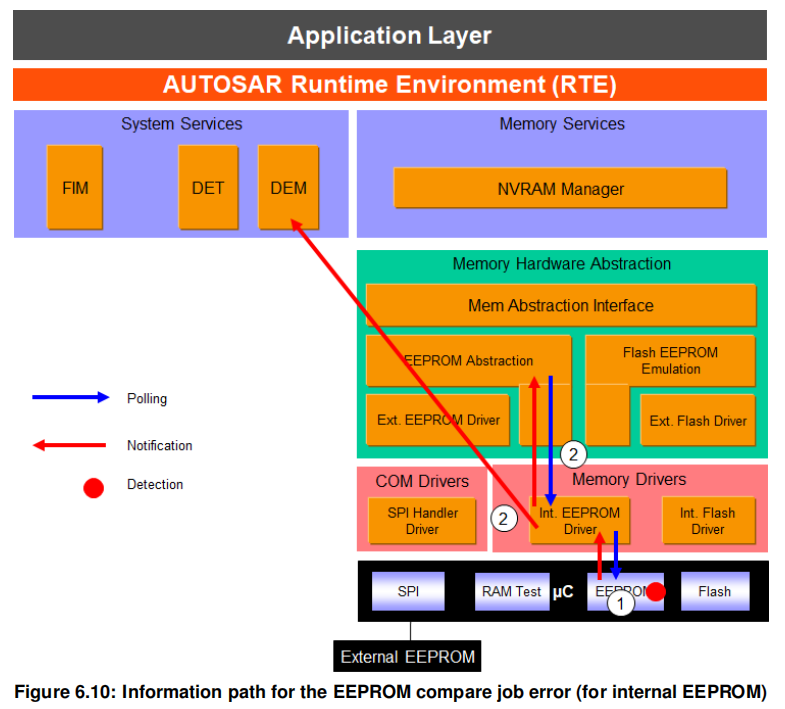 Application Layer
AUTOSAR Runtime Environment (RTE)
System Services
Memory Services
FIM
DET
DEM
NVRAM Manager
Memory Hardware Abstraction
Mem Abstraction Interface
EEPROM Abstraction
Flash EEPROM
Emulation
Polling
Ext. EEPROM Driver
Ext. Flash Driver
Notification
2
Detection
COM Drivers
Memory Drivers
SPI Handler
Driver
2
Int. EEPROM
Driver
Int. Flash
Driver
SPI
RAM Test
µC
EEPROM
1
Flash
External EEPROM
Figure 6.10: Information path for the EEPROM compare job error (for internal EEPROM)